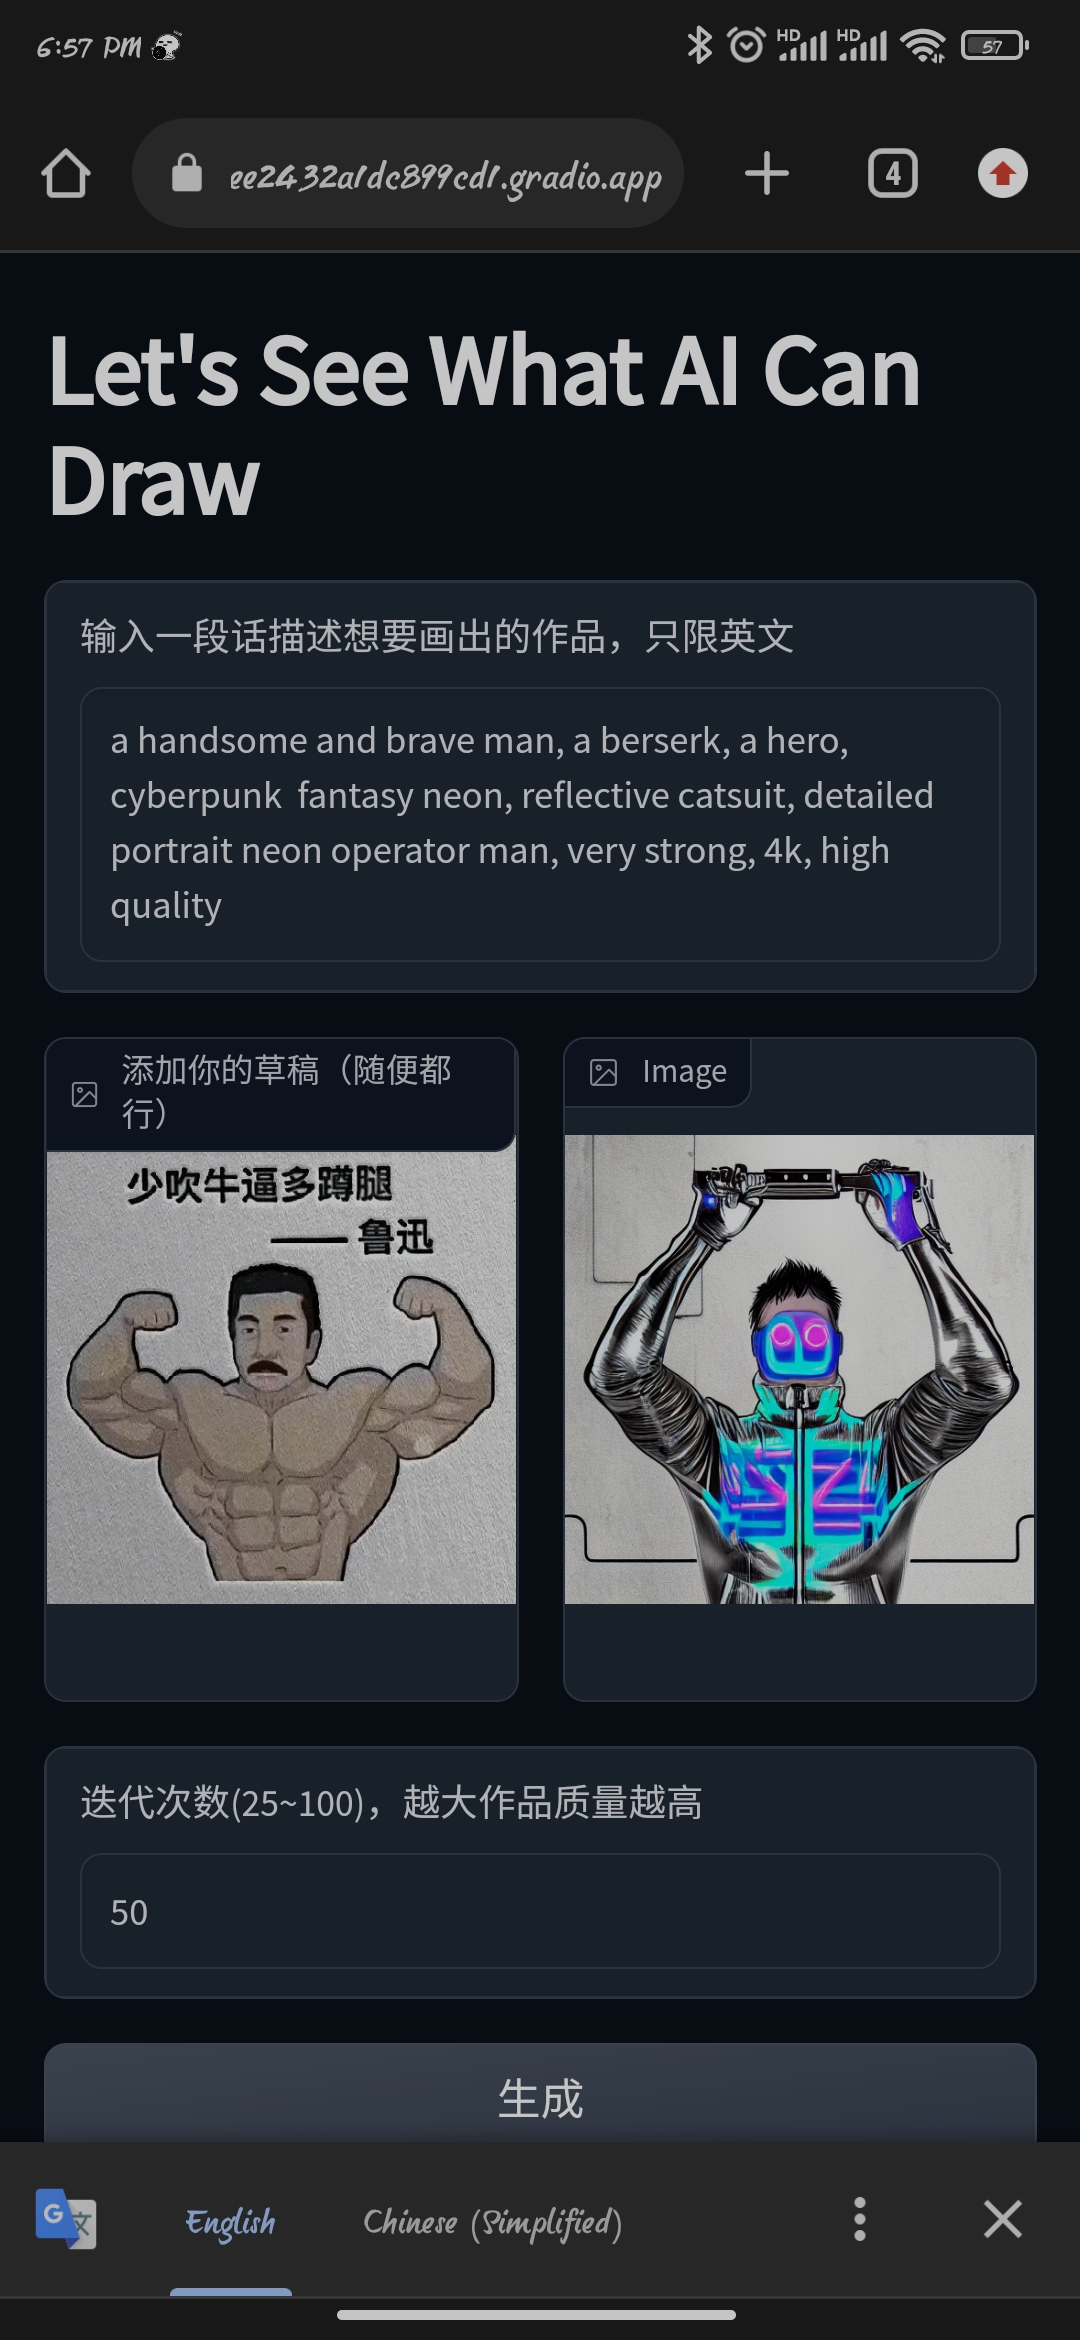 6:57 PM
HD HD 57
ee2432a1dc899cd1.gradio.app
4
Let's See What AI Can
Draw
输入一段话描述想要画出的作品，只限英文
a handsome and brave man, a berserk, a hero,
cyberpunk  fantasy neon, reflective catsuit, detailed
portrait neon operator man, very strong, 4k, high
quality
添加你的草稿（随便都
行）
少吹牛逼多蹲腿
—— 鲁迅
Image
迭代次数(25~100)，越大作品质量越高
50
生成
G 文
English
Chinese (Simplified)